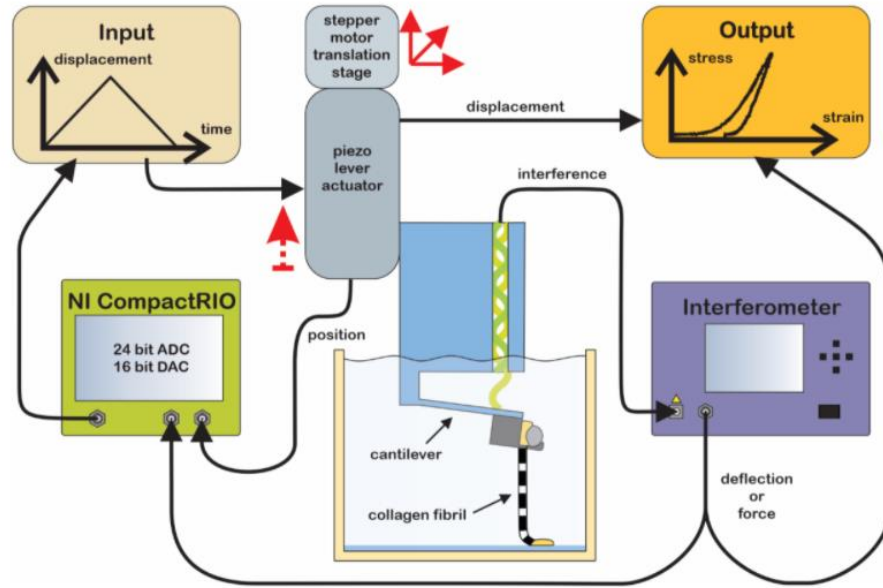 Input
displacement
time
stepper
motor
translation
stage
piezo
lever
actuator
displacement
Output
stress
strain
interference
NI CompactRIO
24 bit ADC
16 bit DAC
position
Interferometer
cantilever
collagen fibril
deflection
or
force